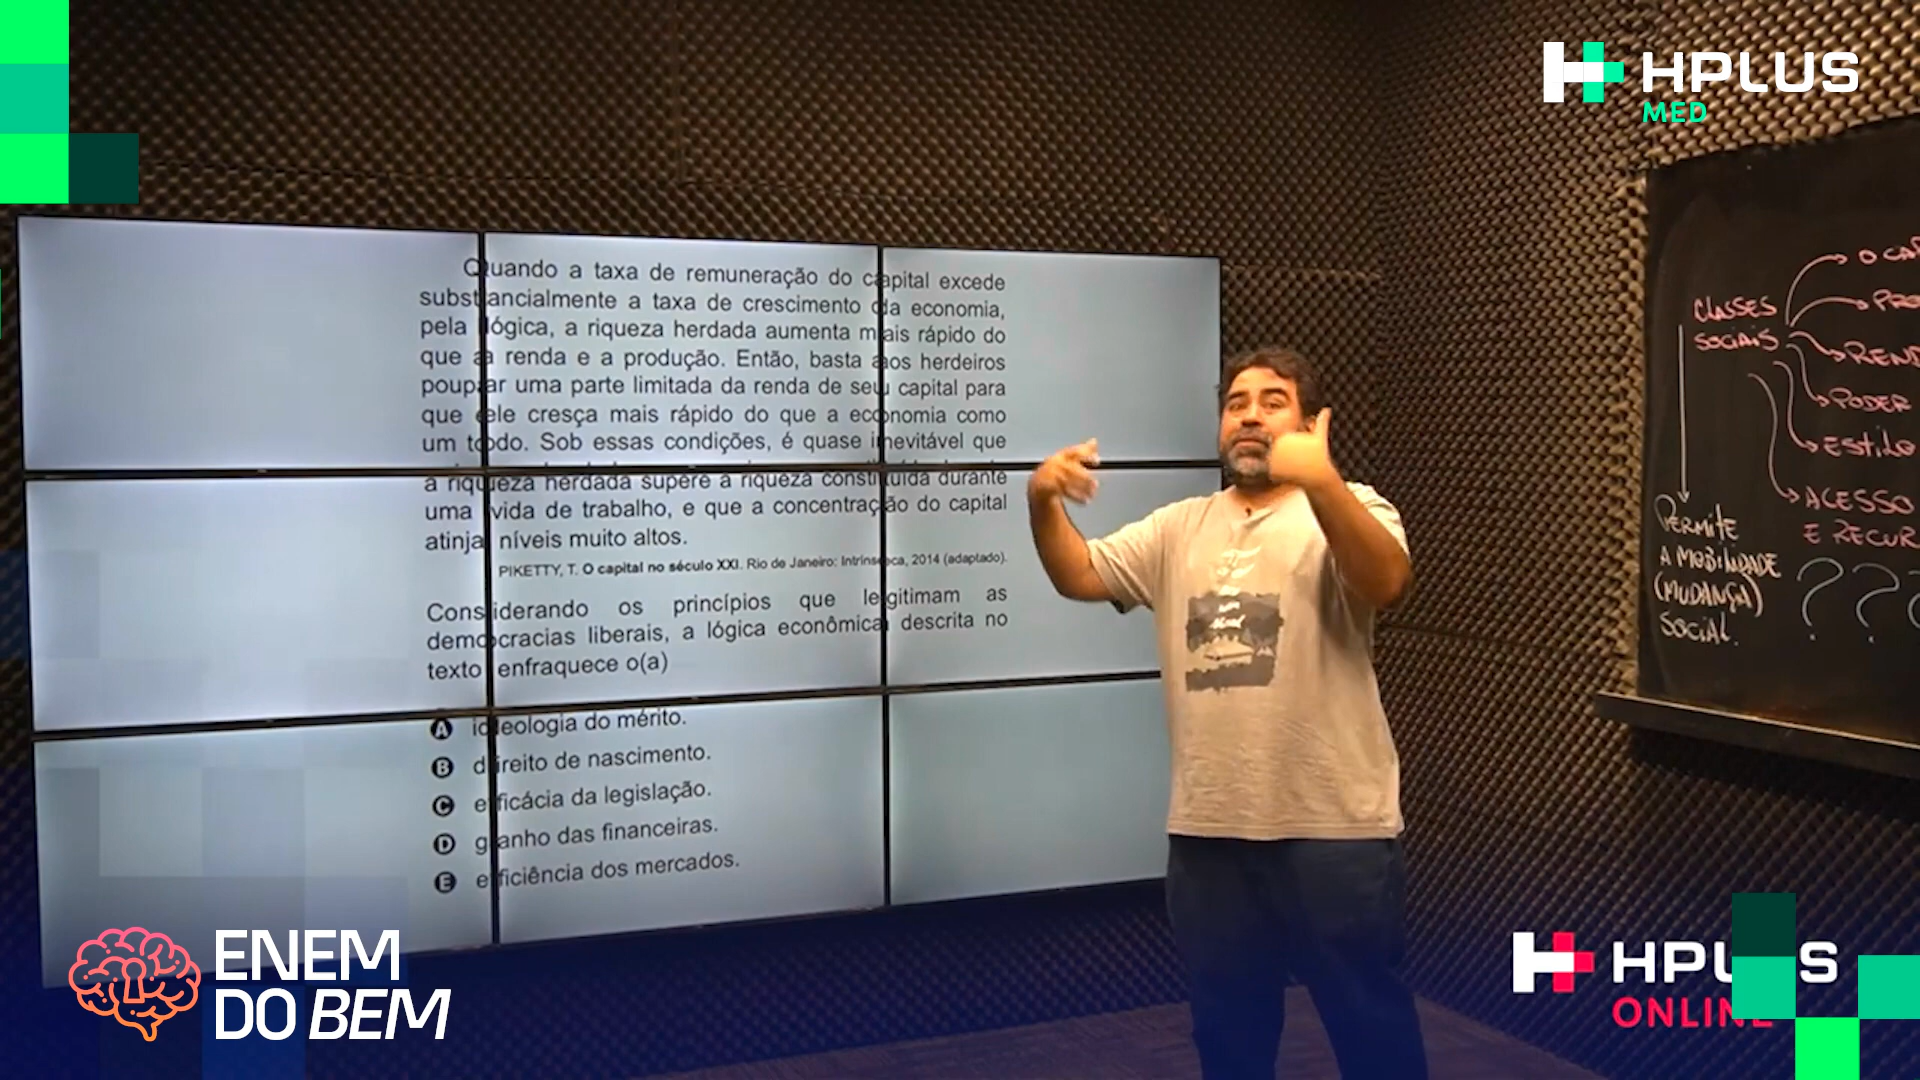 HPLUS
MED
Quando a taxa de remuneração do capital excede
substancialmente a taxa de crescimento da economia,
pela lógica, a riqueza herdada aumenta mais rápido do
que a renda e a produção. Então, basta aos herdeiros
poupar uma parte limitada da renda de seu capital para
que ele cresça mais rápido do que a economia como
um todo. Sob essas condições, é quase inevitável que
a riqueza herdada supere a riqueza constituída durante
uma vida de trabalho, e que a concentração do capital
atinja níveis muito altos.
PIKETTY, T. O capital no século XXI. Rio de Janeiro: Intrínseca, 2014 (adaptado).
Considerando os princípios que legitimam as
democracias liberais, a lógica econômica descrita no
texto enfraquece o(a)
A ideologia do mérito.
B direito de nascimento.
C eficácia da legislação.
D ganho das financeiras.
E eficiência dos mercados.
CLASSES
SOCIAIS
O CAP
PRO
REND
PODER
ESTILO
ACESSO
E RECUR
PERMITE
A MOBILIDADE
(MUDANÇA)
SOCIAL.
? ? ?
ENEM
DO BEM
HPLUS
ONLINE